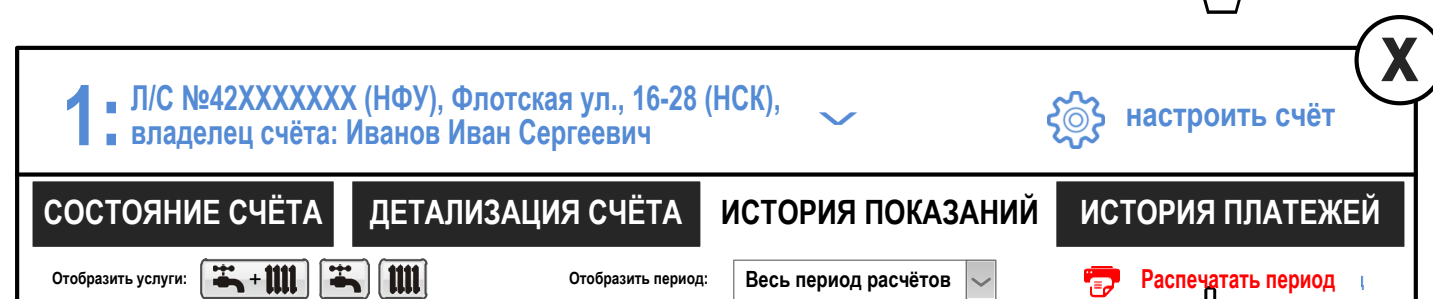 X
1: Л/С №42XXXXXXX (НФУ), Флотская ул., 16-28 (НСК),
владелец счёта: Иванов Иван Сергеевич
настроить счёт
СОСТОЯНИЕ СЧЁТА ДЕТАЛИЗАЦИЯ СЧЁТА ИСТОРИЯ ПОКАЗАНИЙ ИСТОРИЯ ПЛАТЕЖЕЙ
Отобразить услуги: + Отобразить период: Весь период расчётов Распечатать период